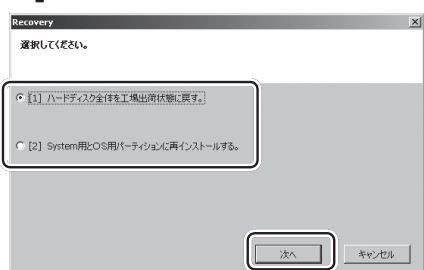 Recovery
選択してください。
[1] ハードディスク全体を工場出荷状態に戻す。
[2] System用とOS用パーティションに再インストールする。
次へ
キャンセル